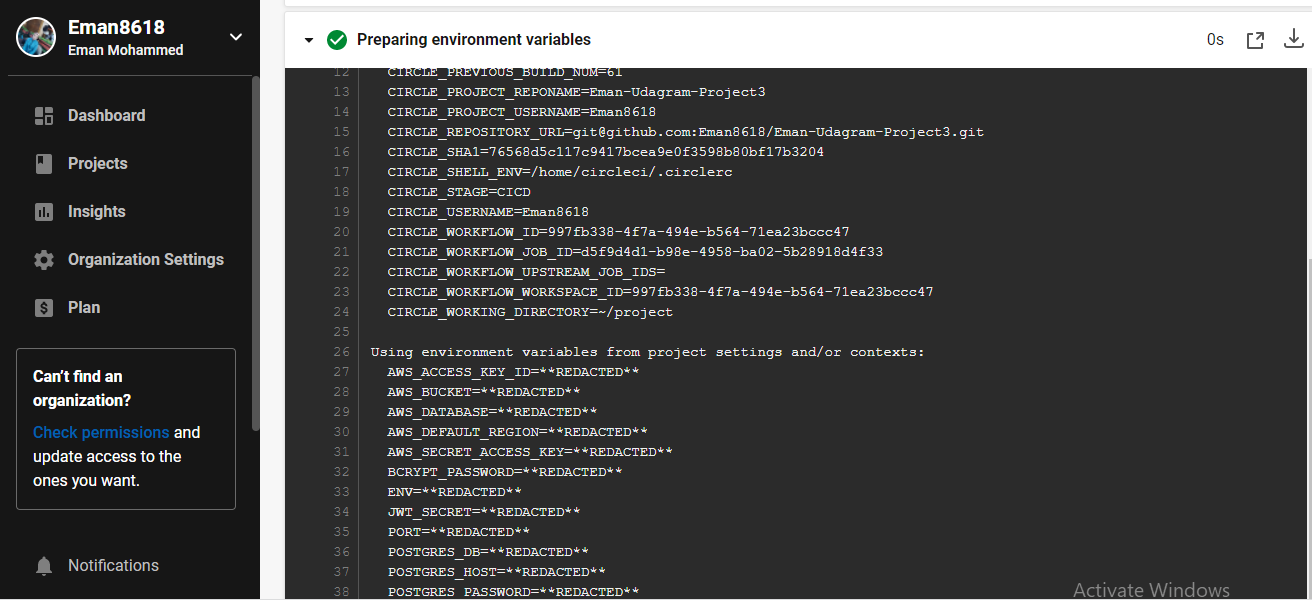 Eman8618
Eman Mohammed
Dashboard
Projects
Insights
Organization Settings
Plan
Can't find an
organization?
Check permissions and
update access to the
ones you want.
Notifications
Preparing environment variables
0s
12 CIRCLE_PREVIOUS_BUILD_NUM=61
13 CIRCLE_PROJECT_REPONAME=Eman-Udagram-Project3
14 CIRCLE_PROJECT_USERNAME=Eman8618
15 CIRCLE_REPOSITORY_URL=git@github.com:Eman8618/Eman-Udagram-Project3.git
16 CIRCLE_SHA1=76568d5c117c9417bcea9e0f3598b80bf17b3204
17 CIRCLE_SHELL_ENV=/home/circleci/.circlerc
18 CIRCLE_STAGE=CICD
19 CIRCLE_USERNAME=Eman8618
20 CIRCLE_WORKFLOW_ID=997fb338-4f7a-494e-b564-71ea23bccc47
21 CIRCLE_WORKFLOW_JOB_ID=d5f9d4d1-b98e-4958-ba02-5b28918d4f33
22 CIRCLE_WORKFLOW_UPSTREAM_JOB_IDS=
23 CIRCLE_WORKFLOW_WORKSPACE_ID=997fb338-4f7a-494e-b564-71ea23bccc47
24 CIRCLE_WORKING_DIRECTORY=~/project
25
26 Using environment variables from project settings and/or contexts:
27 AWS_ACCESS_KEY_ID=**REDACTED**
28 AWS_BUCKET=**REDACTED**
29 AWS_DATABASE=**REDACTED**
30 AWS_DEFAULT_REGION=**REDACTED**
31 AWS_SECRET_ACCESS_KEY=**REDACTED**
32 BCRYPT_PASSWORD=**REDACTED**
33 ENV=**REDACTED**
34 JWT_SECRET=**REDACTED**
35 PORT=**REDACTED**
36 POSTGRES_DB=**REDACTED**
37 POSTGRES_HOST=**REDACTED**
38 POSTGRES_PASSWORD=**REDACTED**
Activate Windows